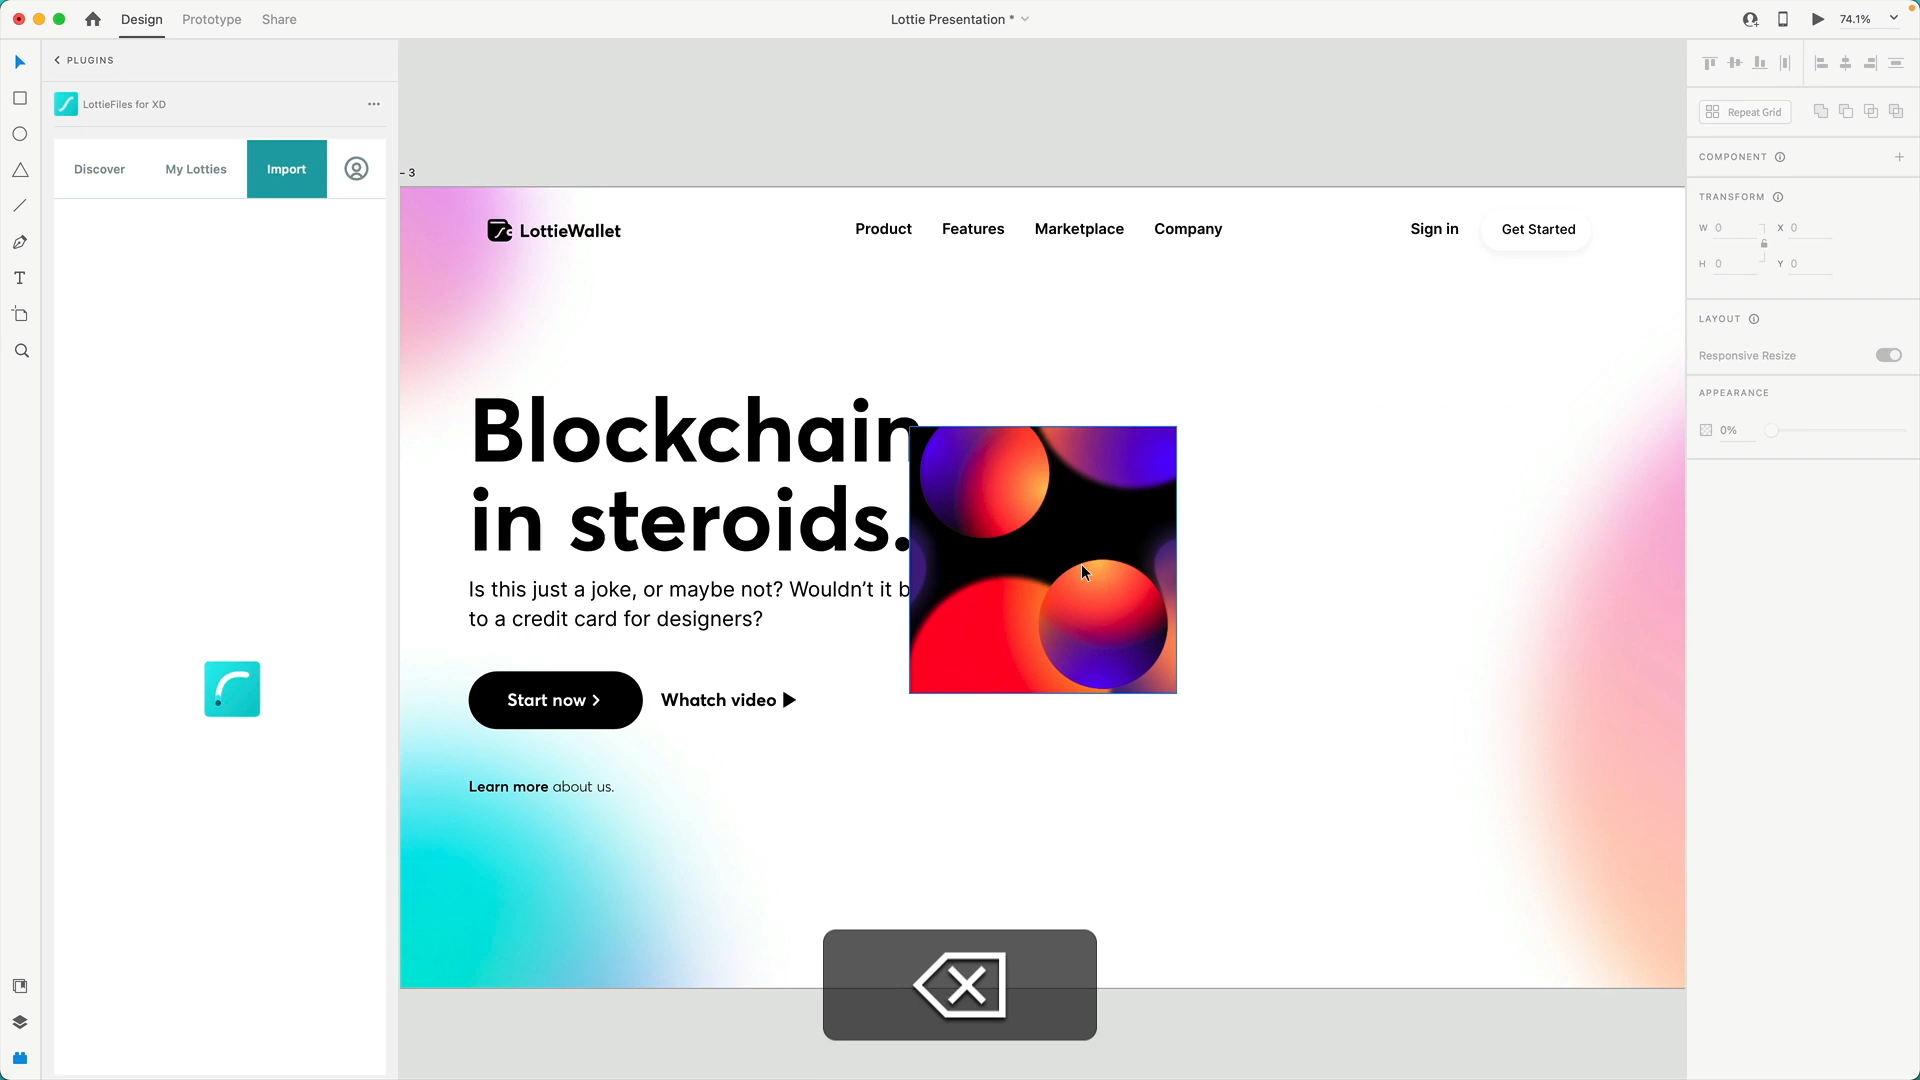 Design
Prototype
Share
Lottie Presentation *
74.1%
PLUGINS
LottieFiles for XD
Discover
My Lotties
Import
– 3
LottieWallet
Product
Features
Marketplace
Company
Sign in
Get Started
Blockchain
in steroids.
Is this just a joke, or maybe not? Wouldn’t it b
to a credit card for designers?
Start now
Whatch video
Learn more about us.
Repeat Grid
COMPONENT
TRANSFORM
W 0
X 0
H 0
Y 0
LAYOUT
Responsive Resize
APPEARANCE
0%